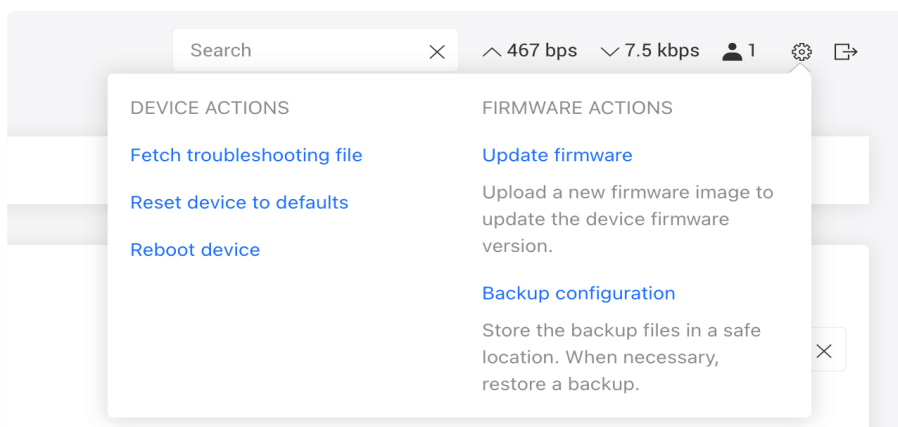 Search
467 bps
7.5 kbps
1
DEVICE ACTIONS
Fetch troubleshooting file
Reset device to defaults
Reboot device
FIRMWARE ACTIONS
Update firmware
Upload a new firmware image to
update the device firmware
version.
Backup configuration
Store the backup files in a safe
location. When necessary,
restore a backup.